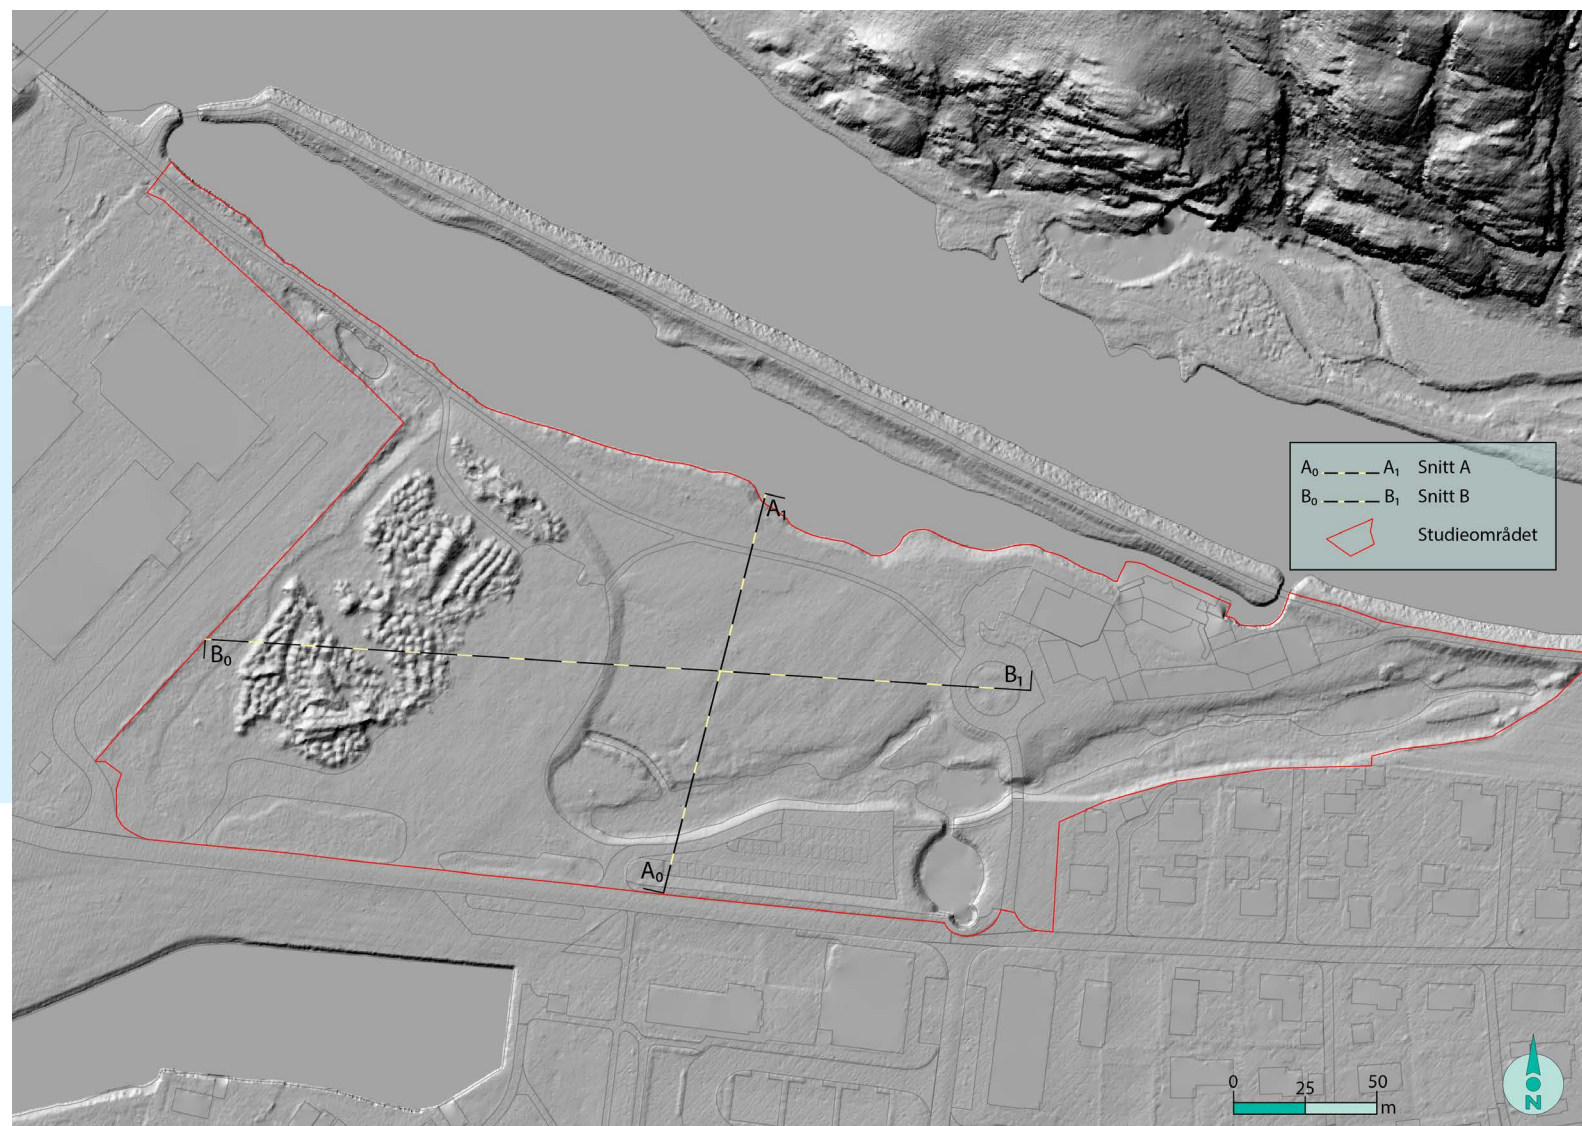 A₁
A₀ A₁ Snitt A
B₀ B₁ Snitt B
Studieområdet
B₀
B₁
A₀
0 25 50
m
N